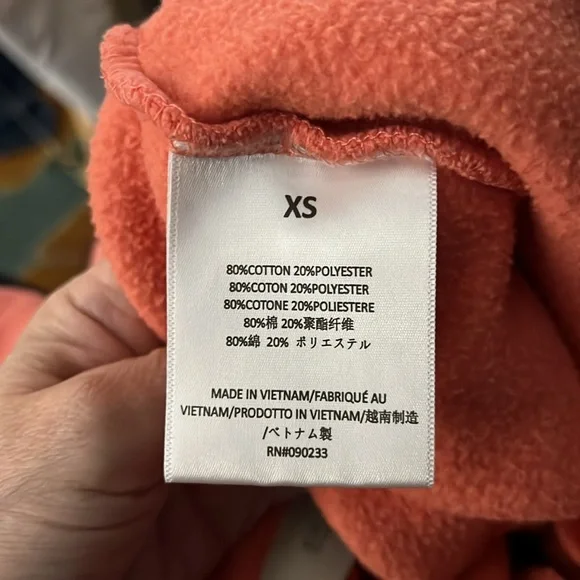 XS
80%COTTON 20%POLYESTER
80%COTON 20%POLYESTER
80%COTONE 20%POLIESTERE
80%棉 20%聚酯纤维
80%綿 20% ポリエステル
MADE IN VIETNAM/FABRIQUÉ AU
VIETNAM/PRODOTTO IN VIETNAM/越南制造
/ベトナム製
RN#090233